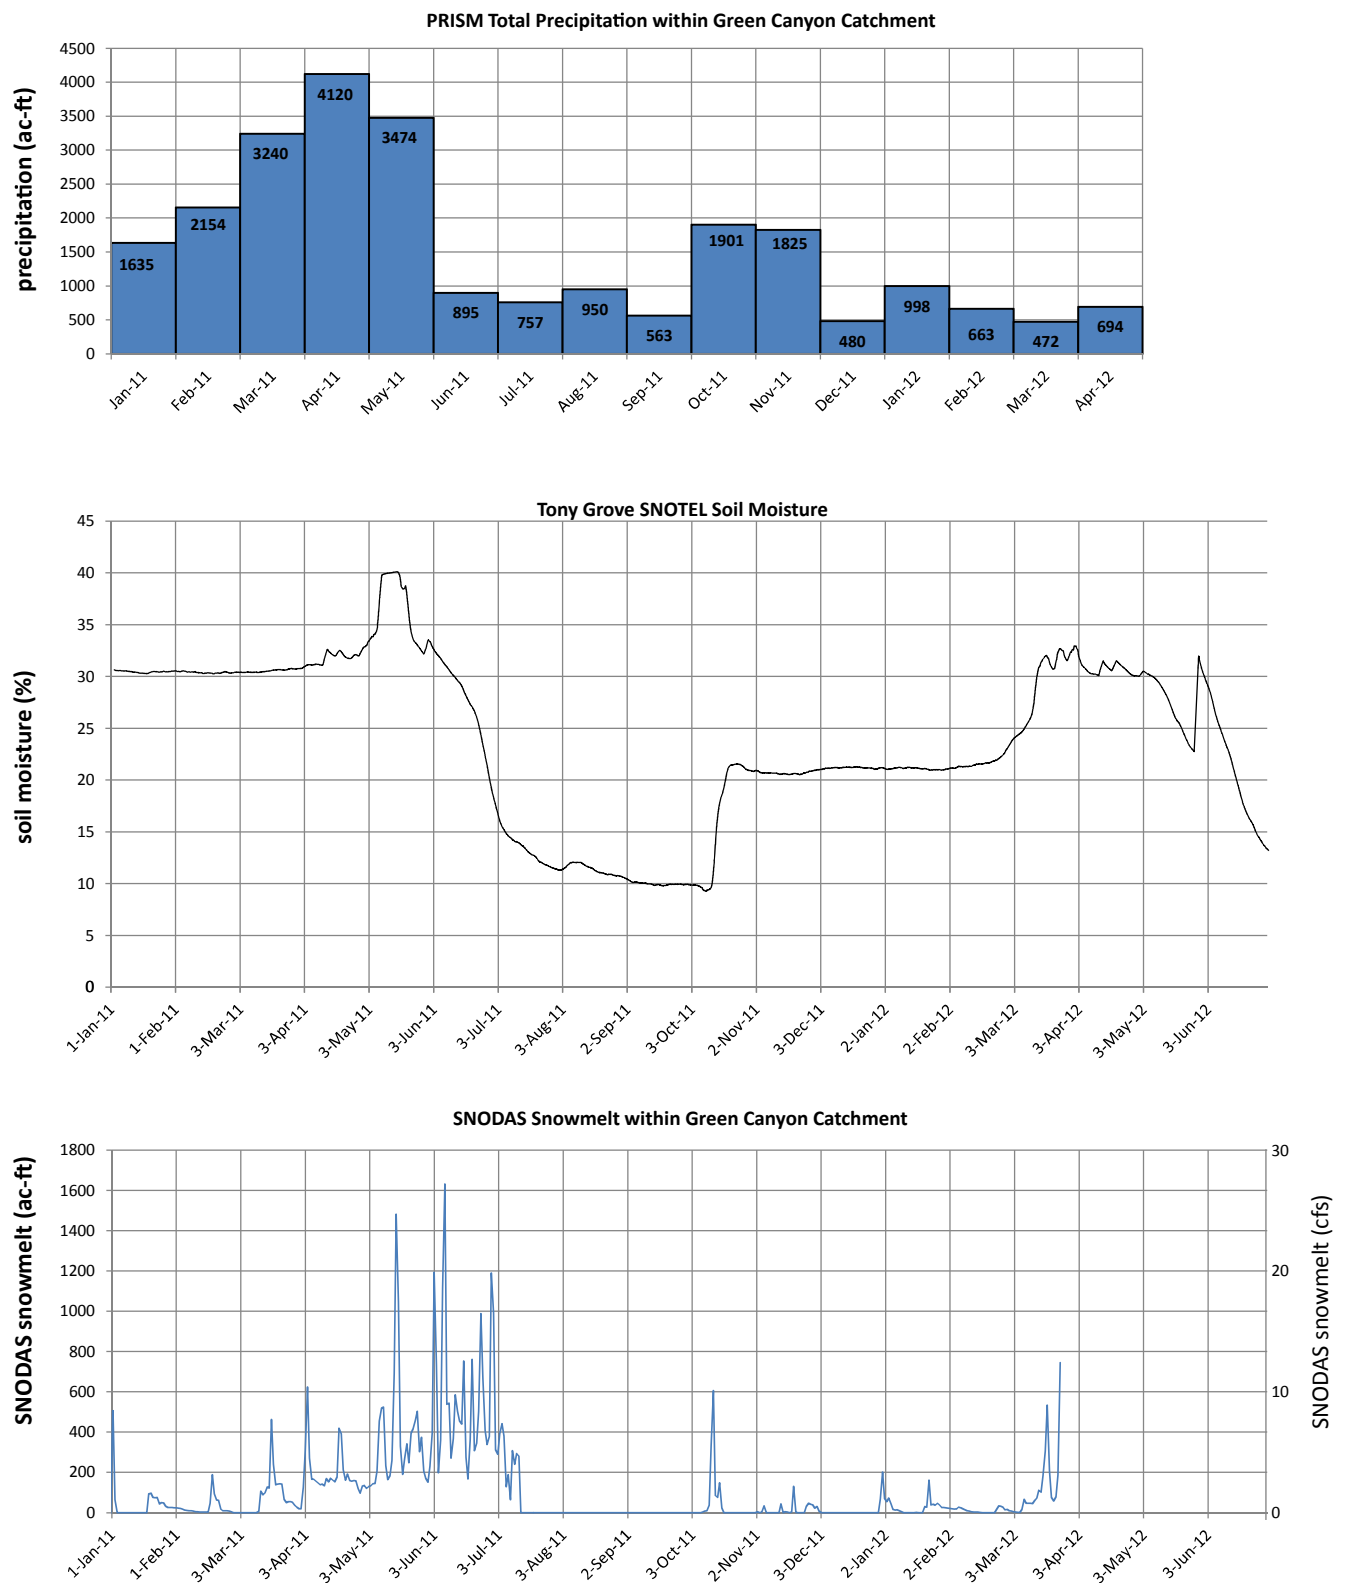 PRISM Total Precipitation within Green Canyon Catchment
precipitation (ac-ft)
4500
4000
3500
3000
2500
2000
1500
1000
500
0
1635
2154
3240
4120
3474
895
757
950
563
1901
1825
480
998
663
472
694
Jan-11
Feb-11
Mar-11
Apr-11
May-11
Jun-11
Jul-11
Aug-11
Sep-11
Oct-11
Nov-11
Dec-11
Jan-12
Feb-12
Mar-12
Apr-12
Tony Grove SNOTEL Soil Moisture
soil moisture (%)
45
40
35
30
25
20
15
10
5
0
1-Jan-11
1-Feb-11
3-Mar-11
3-Apr-11
3-May-11
3-Jun-11
3-Jul-11
3-Aug-11
2-Sep-11
3-Oct-11
2-Nov-11
3-Dec-11
2-Jan-12
2-Feb-12
3-Mar-12
3-Apr-12
3-May-12
3-Jun-12
SNODAS Snowmelt within Green Canyon Catchment
SNODAS snowmelt (ac-ft)
1800
1600
1400
1200
1000
800
600
400
200
0
30
20
10
0
SNODAS snowmelt (cfs)
1-Jan-11
1-Feb-11
3-Mar-11
3-Apr-11
3-May-11
3-Jun-11
3-Jul-11
3-Aug-11
2-Sep-11
3-Oct-11
2-Nov-11
3-Dec-11
2-Jan-12
2-Feb-12
3-Mar-12
3-Apr-12
3-May-12
3-Jun-12